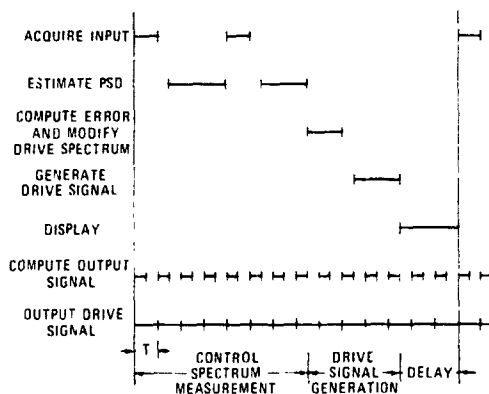 ACQUIRE INPUT
ESTIMATE PSD
COMPUTE ERROR
AND MODIFY
DRIVE SPECTRUM
GENERATE
DRIVE SIGNAL
DISPLAY
COMPUTE OUTPUT
SIGNAL
OUTPUT DRIVE
SIGNAL
T
CONTROL
SPECTRUM
MEASUREMENT
DRIVE
SIGNAL
GENERATION
DELAY